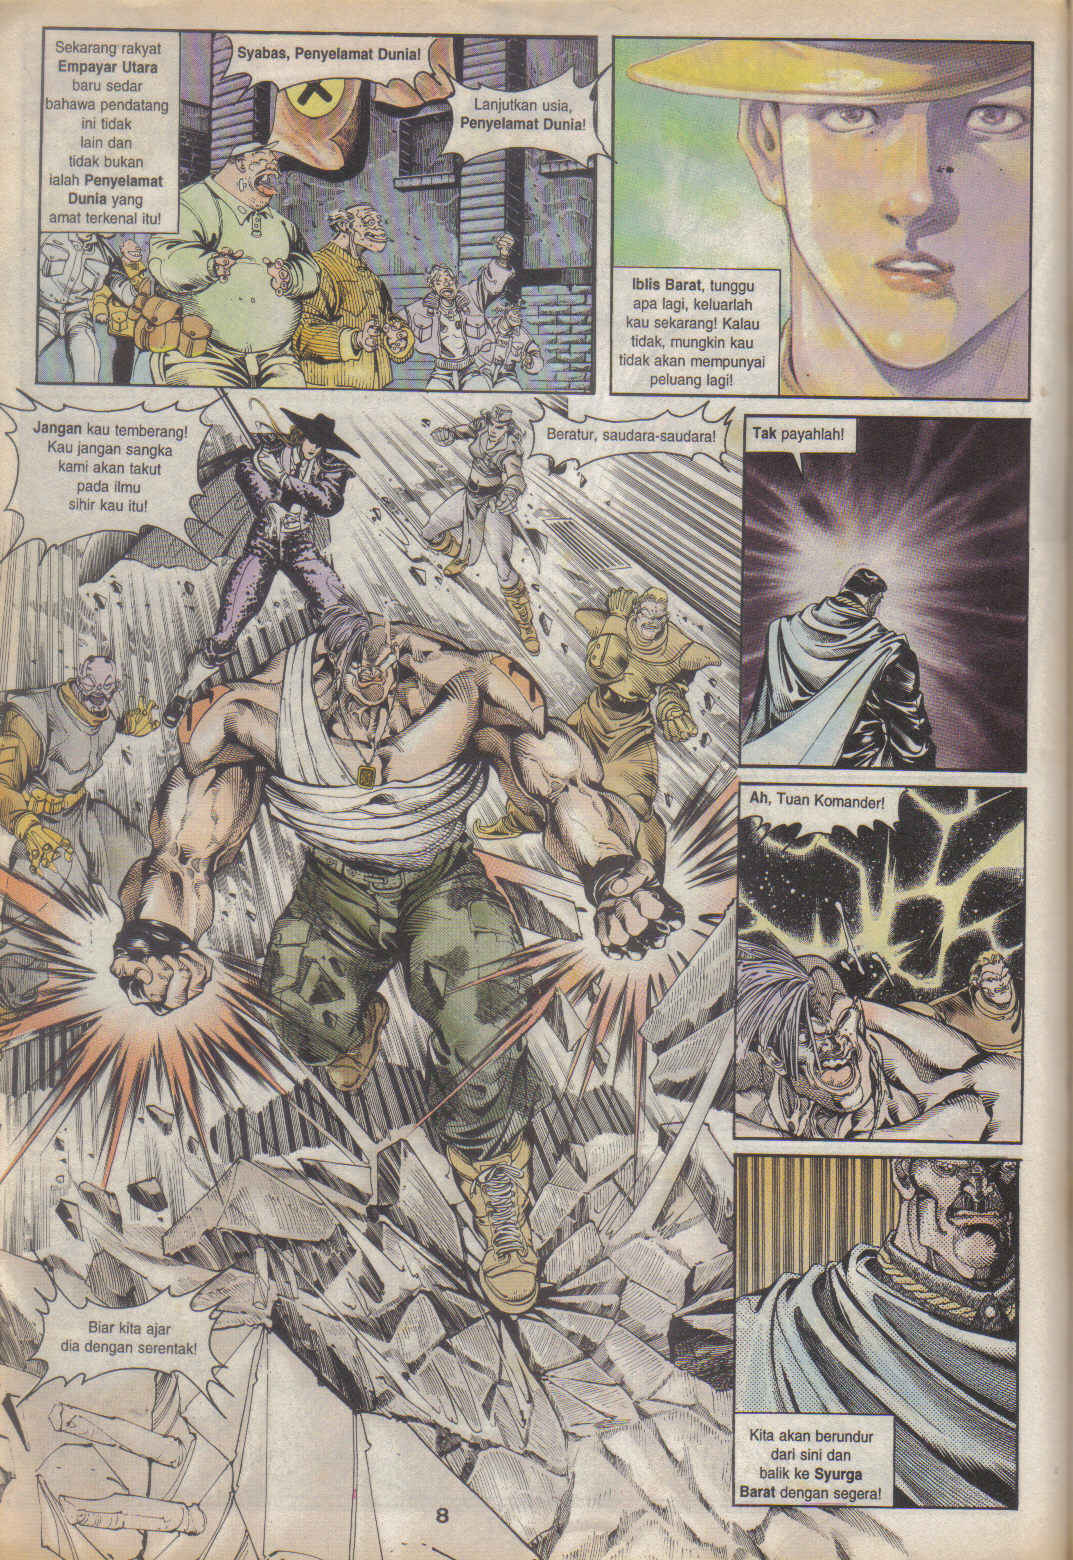 Sekarang rakyat
Empayar Utara
baru sedar
bahawa pendatang
ini tidak
lain dan
tidak bukan
ialah Penyelamat
Dunia yang
amat terkenal itu!
Syabas, Penyelamat Dunia!
Lanjutkan usia,
Penyelamat Dunia!
Iblis Barat, tunggu
apa lagi, keluarlah
kau sekarang! Kalau
tidak, mungkin kau
tidak akan mempunyai
peluang lagi!
Jangan kau temberang!
Kau jangan sangka
kami akan takut
pada ilmu
sihir kau itu!
Beratur, saudara-saudara!
Tak payahlah!
Ah, Tuan Komander!
Biar kita ajar
dia dengan serentak!
Kita akan berundur
dari sini dan
balik ke Syurga
Barat dengan segera!
8